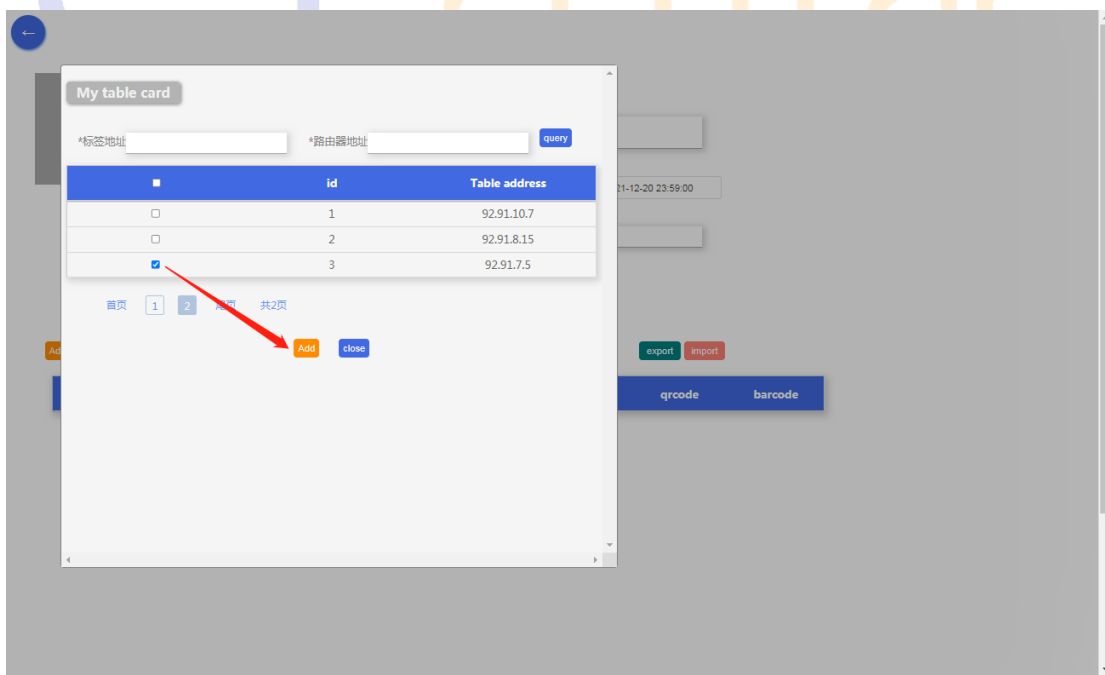 ←
My table card
*标签地址 *路由器地址 query
id Table address
21-12-20 23:59:00
1 92.91.10.7
2 92.91.8.15
3 92.91.7.5
首页 1 2 尾页 共2页
Add close
export import
qrcode barcode